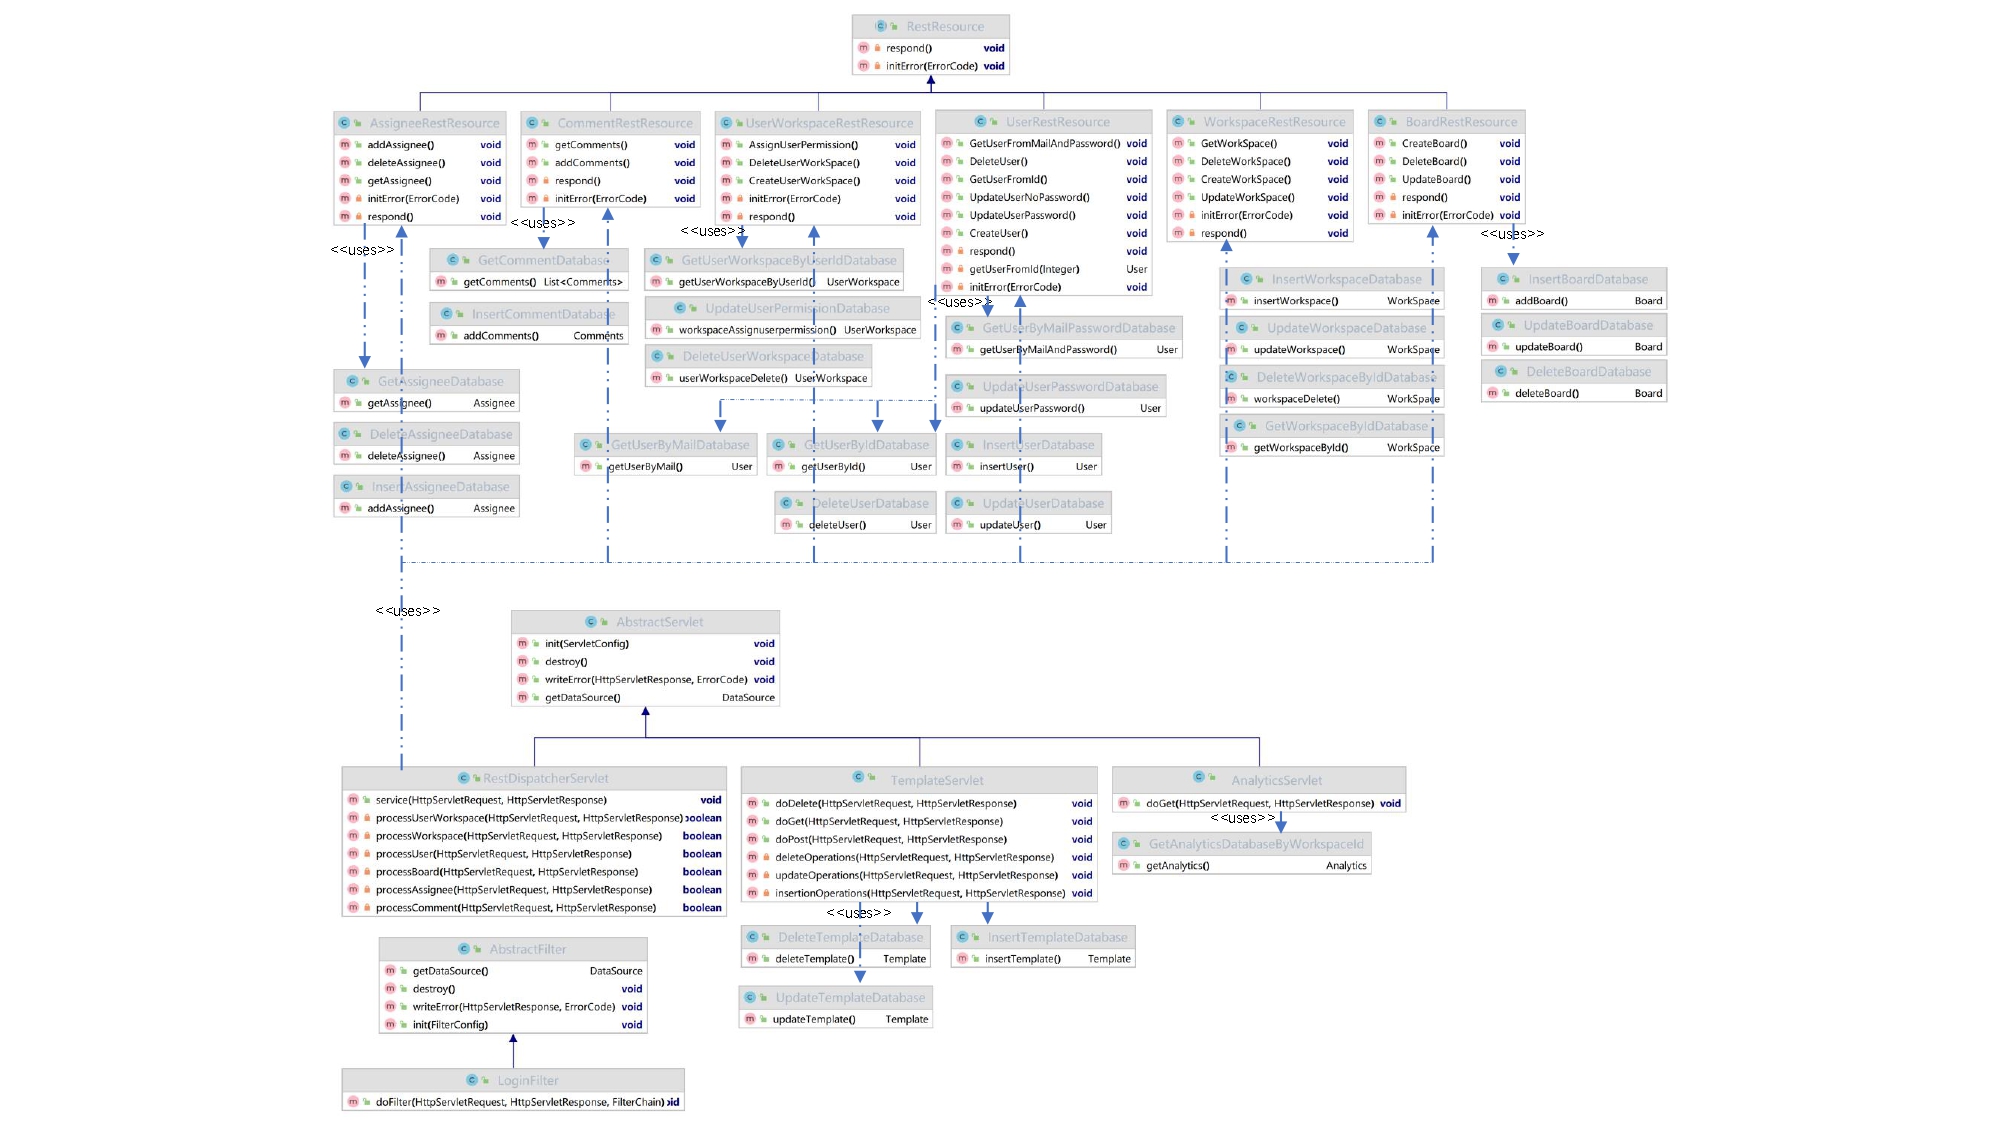 RestResource
respond() void
initError(ErrorCode) void
AssigneeRestResource
addAssignee() void
deleteAssignee() void
getAssignee() void
initError(ErrorCode) void
respond() void
<<uses>>
CommentRestResource
getComments() void
addComments() void
respond() void
initError(ErrorCode) void
<<uses>>
UserWorkspaceRestResource
AssignUserPermission() void
DeleteUserWorkSpace() void
CreateUserWorkSpace() void
initError(ErrorCode) void
respond() void
<<uses>>
UserRestResource
GetUserFromMailAndPassword() void
DeleteUser() void
GetUserFromId() void
UpdateUserNoPassword() void
UpdateUserPassword() void
CreateUser() void
respond() void
getUserFromId(Integer) User
initError(ErrorCode) void
<<uses>>
WorkspaceRestResource
GetWorkSpace() void
DeleteWorkSpace() void
CreateWorkSpace() void
UpdateWorkSpace() void
initError(ErrorCode) void
respond() void
BoardRestResource
CreateBoard() void
DeleteBoard() void
UpdateBoard() void
respond() void
initError(ErrorCode) void
<<uses>>
GetCommentDatabase
getComments() List<Comments>
InsertCommentDatabase
addComments() Comments
GetUserWorkspaceByUserIdDatabase
getUserWorkspaceByUserId() UserWorkspace
UpdateUserPermissionDatabase
workspaceAssignuserpermission() UserWorkspace
DeleteUserWorkspaceDatabase
userWorkspaceDelete() UserWorkspace
GetUserByMailPasswordDatabase
getUserByMailAndPassword() User
UpdateUserPasswordDatabase
updateUserPassword() User
InsertWorkspaceDatabase
insertWorkspace() WorkSpace
UpdateWorkspaceDatabase
updateWorkspace() WorkSpace
DeleteWorkspaceByIdDatabase
workspaceDelete() WorkSpace
GetWorkspaceByIdDatabase
getWorkspaceById() WorkSpace
InsertBoardDatabase
addBoard() Board
UpdateBoardDatabase
updateBoard() Board
DeleteBoardDatabase
deleteBoard() Board
GetAssigneeDatabase
getAssignee() Assignee
DeleteAssigneeDatabase
deleteAssignee() Assignee
InsertAssigneeDatabase
addAssignee() Assignee
GetUserByMailDatabase
getUserByMail() User
GetUserByIdDatabase
getUserById() User
InsertUserDatabase
insertUser() User
DeleteUserDatabase
deleteUser() User
UpdateUserDatabase
updateUser() User
<<uses>>
AbstractServlet
init(ServletConfig) void
destroy() void
writeError(HttpServletResponse, ErrorCode) void
getDataSource() DataSource
RestDispatcherServlet
service(HttpServletRequest, HttpServletResponse) void
processUserWorkspace(HttpServletRequest, HttpServletResponse) boolean
processWorkspace(HttpServletRequest, HttpServletResponse) boolean
processUser(HttpServletRequest, HttpServletResponse) boolean
processBoard(HttpServletRequest, HttpServletResponse) boolean
processAssignee(HttpServletRequest, HttpServletResponse) boolean
processComment(HttpServletRequest, HttpServletResponse) boolean
TemplateServlet
doDelete(HttpServletRequest, HttpServletResponse) void
doGet(HttpServletRequest, HttpServletResponse) void
doPost(HttpServletRequest, HttpServletResponse) void
deleteOperations(HttpServletRequest, HttpServletResponse) void
updateOperations(HttpServletRequest, HttpServletResponse) void
insertionOperations(HttpServletRequest, HttpServletResponse) void
<<uses>>
AnalyticsServlet
doGet(HttpServletRequest, HttpServletResponse) void
<<uses>>
GetAnalyticsDatabaseByWorkspaceId
getAnalytics() Analytics
DeleteTemplateDatabase
deleteTemplate() Template
InsertTemplateDatabase
insertTemplate() Template
UpdateTemplateDatabase
updateTemplate() Template
AbstractFilter
getDataSource() DataSource
destroy() void
writeError(HttpServletResponse, ErrorCode) void
init(FilterConfig) void
LoginFilter
doFilter(HttpServletRequest, HttpServletResponse, FilterChain)